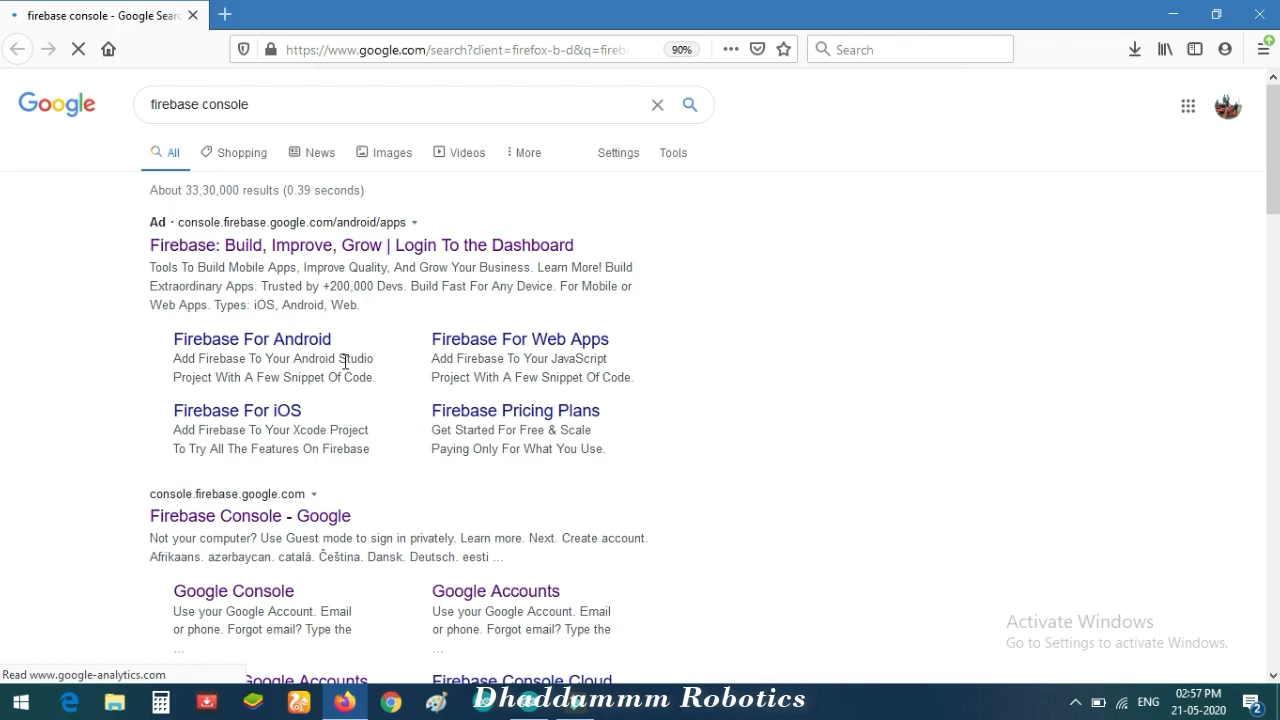 firebase console - Google Searc
https://www.google.com/search?client=firefox-b-d&q=fireb
90%
Search
Google
firebase console
All
Shopping
News
Images
Videos
More
Settings
Tools
About 33,30,000 results (0.39 seconds)
Ad · console.firebase.google.com/android/apps
Firebase: Build, Improve, Grow | Login To the Dashboard
Tools To Build Mobile Apps, Improve Quality, And Grow Your Business. Learn More! Build
Extraordinary Apps. Trusted by +200,000 Devs. Build Fast For Any Device. For Mobile or
Web Apps. Types: iOS, Android, Web.
Firebase For Android
Add Firebase To Your Android Studio
Project With A Few Snippet Of Code.
Firebase For Web Apps
Add Firebase To Your JavaScript
Project With A Few Snippet Of Code.
Firebase For iOS
Add Firebase To Your Xcode Project
To Try All The Features On Firebase
Firebase Pricing Plans
Get Started For Free & Scale
Paying Only For What You Use.
console.firebase.google.com
Firebase Console - Google
Not your computer? Use Guest mode to sign in privately. Learn more. Next. Create account.
Afrikaans. azərbaycan. català. Čeština. Dansk. Deutsch. eesti ...
Google Console
Use your Google Account. Email
or phone. Forgot email? Type the
...
Google Accounts
Use your Google Account. Email
or phone. Forgot email? Type the
...
Google Accounts
Firebase Console Cloud
Activate Windows
Go to Settings to activate Windows.
Read www.google-analytics.com
Dhaddummm Robotics
ENG
02:57 PM
21-05-2020
2